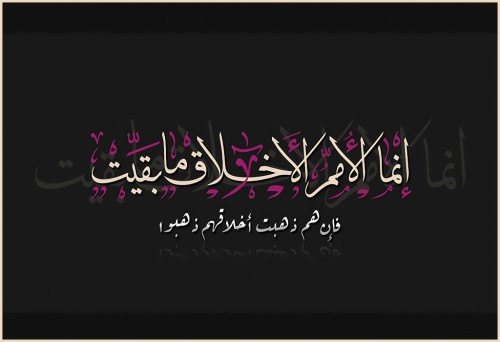 إنما الأمم الأخلاق ما بقيت
فإن هم ذهبت أخلاقهم ذهبوا